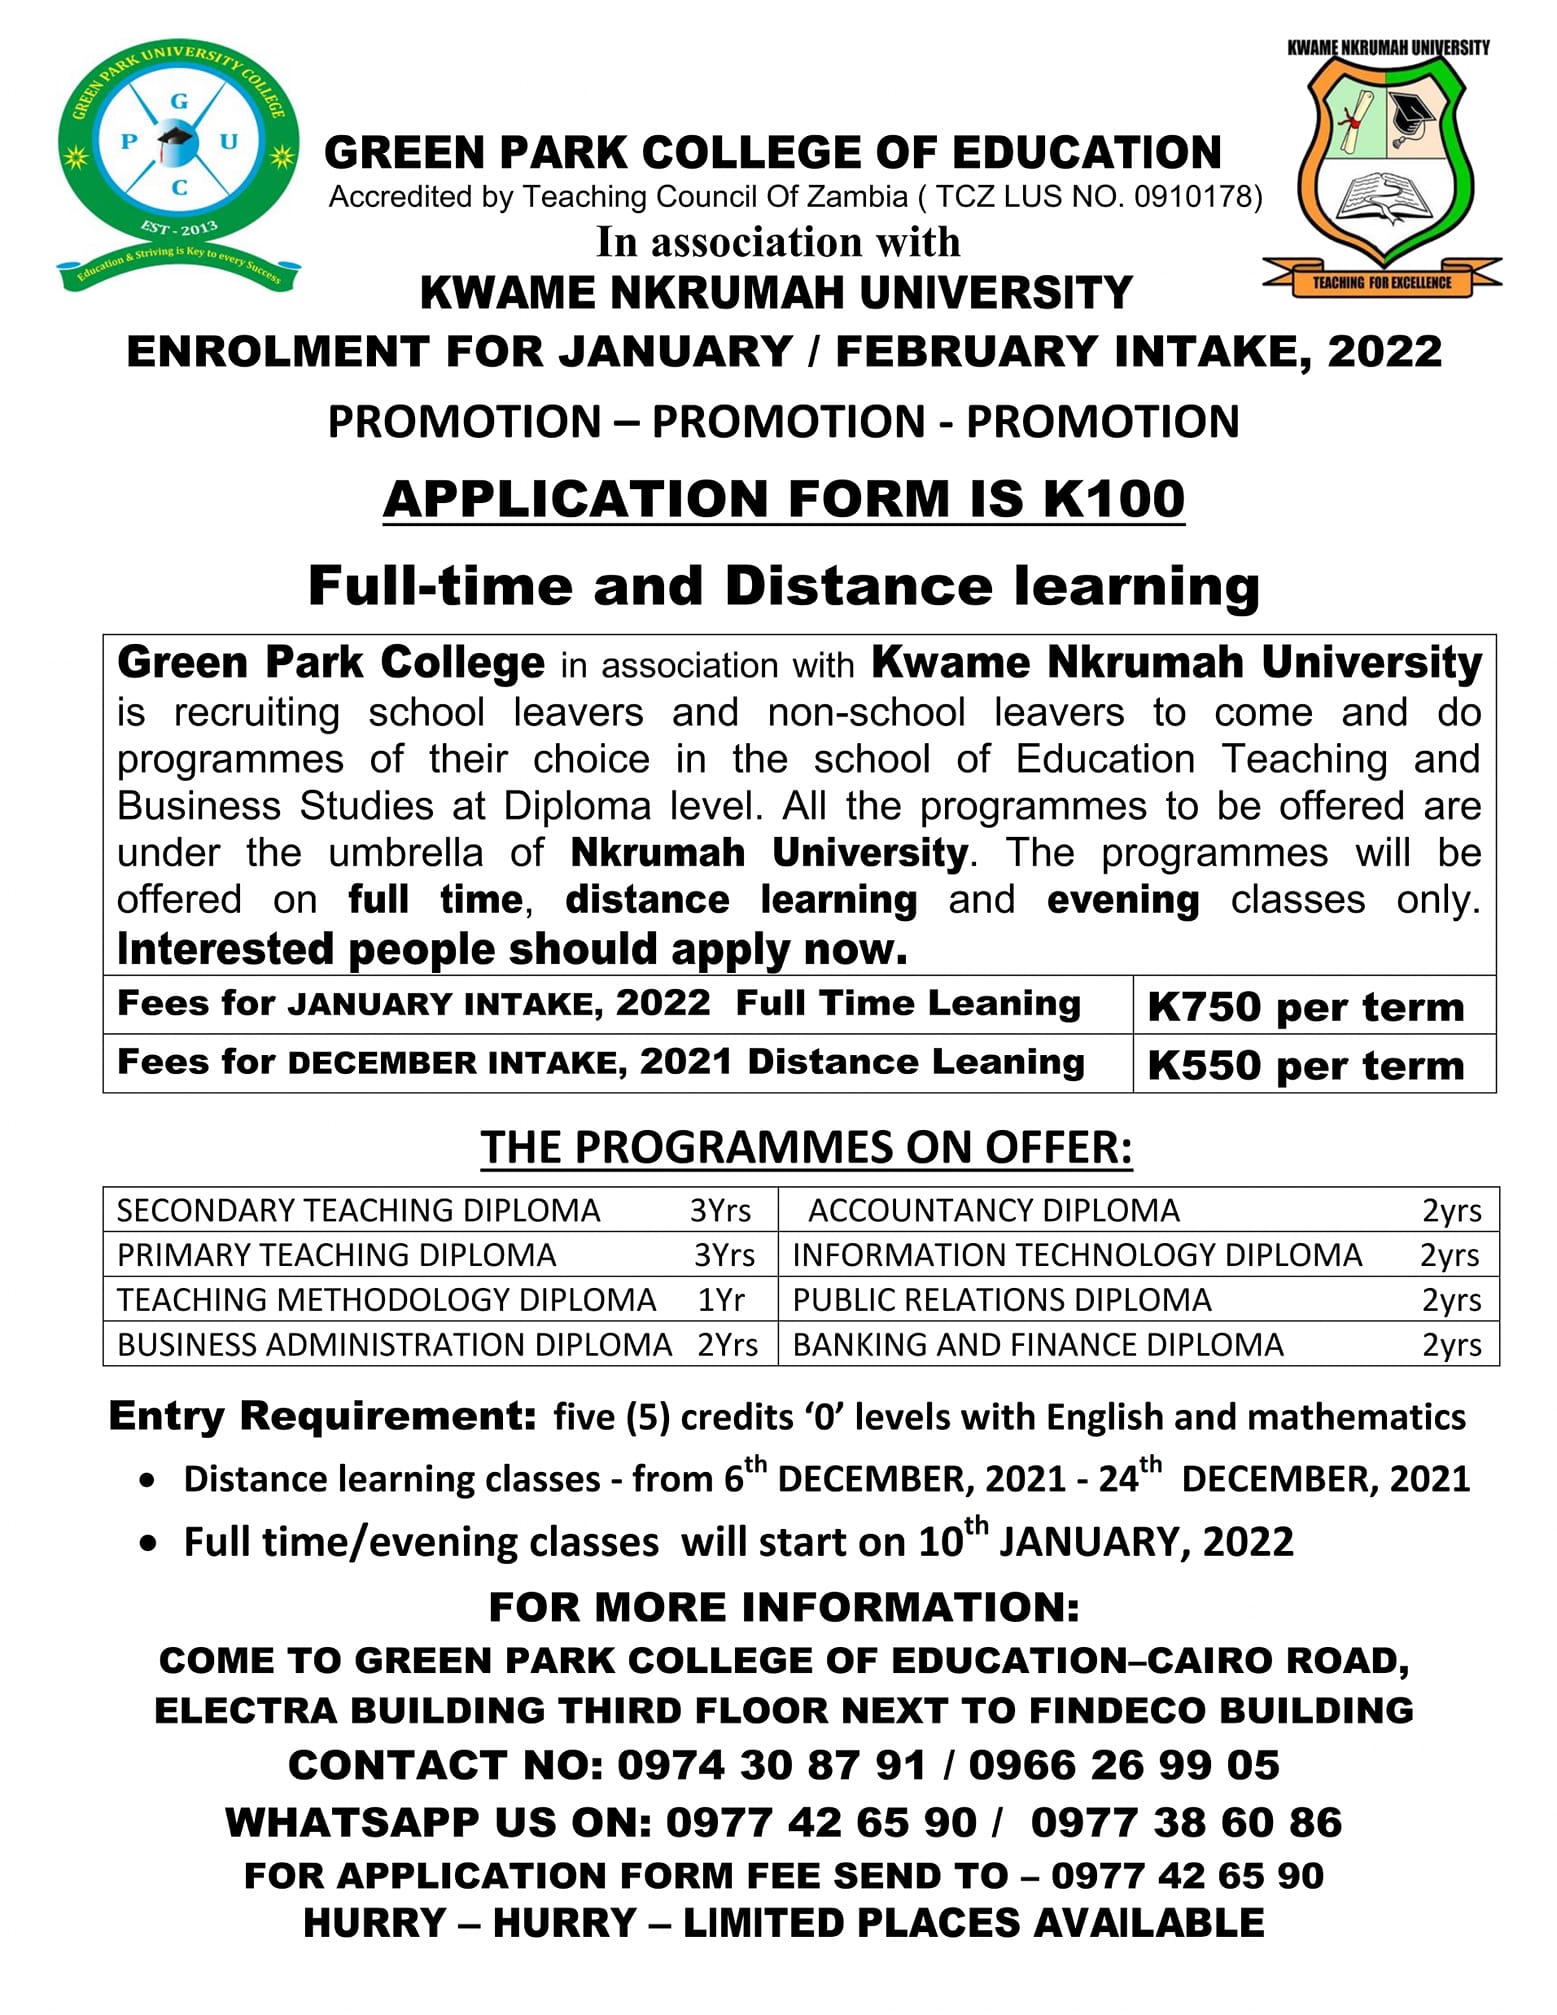 GREEN PARK UNIVERSITY COLLEGE
G
P U
C
EST - 2013
Education & Striving is Key to every Success
KWAME NKRUMAH UNIVERSITY
TEACHING FOR EXCELLENCE
GREEN PARK COLLEGE OF EDUCATION
Accredited by Teaching Council Of Zambia ( TCZ LUS NO. 0910178)
In association with
KWAME NKRUMAH UNIVERSITY
ENROLMENT FOR JANUARY / FEBRUARY INTAKE, 2022
PROMOTION – PROMOTION - PROMOTION
APPLICATION FORM IS K100
Full-time and Distance learning
Green Park College in association with Kwame Nkrumah University
is recruiting school leavers and non-school leavers to come and do
programmes of their choice in the school of Education Teaching and
Business Studies at Diploma level. All the programmes to be offered are
under the umbrella of Nkrumah University. The programmes will be
offered on full time, distance learning and evening classes only.
Interested people should apply now.
Fees for JANUARY INTAKE, 2022 Full Time Leaning K750 per term
Fees for DECEMBER INTAKE, 2021 Distance Leaning K550 per term
THE PROGRAMMES ON OFFER:
SECONDARY TEACHING DIPLOMA 3Yrs ACCOUNTANCY DIPLOMA 2yrs
PRIMARY TEACHING DIPLOMA 3Yrs INFORMATION TECHNOLOGY DIPLOMA 2yrs
TEACHING METHODOLOGY DIPLOMA 1Yr PUBLIC RELATIONS DIPLOMA 2yrs
BUSINESS ADMINISTRATION DIPLOMA 2Yrs BANKING AND FINANCE DIPLOMA 2yrs
Entry Requirement: five (5) credits ‘0’ levels with English and mathematics
• Distance learning classes - from 6th DECEMBER, 2021 - 24th DECEMBER, 2021
• Full time/evening classes will start on 10th JANUARY, 2022
FOR MORE INFORMATION:
COME TO GREEN PARK COLLEGE OF EDUCATION–CAIRO ROAD,
ELECTRA BUILDING THIRD FLOOR NEXT TO FINDECO BUILDING
CONTACT NO: 0974 30 87 91 / 0966 26 99 05
WHATSAPP US ON: 0977 42 65 90 / 0977 38 60 86
FOR APPLICATION FORM FEE SEND TO – 0977 42 65 90
HURRY – HURRY – LIMITED PLACES AVAILABLE